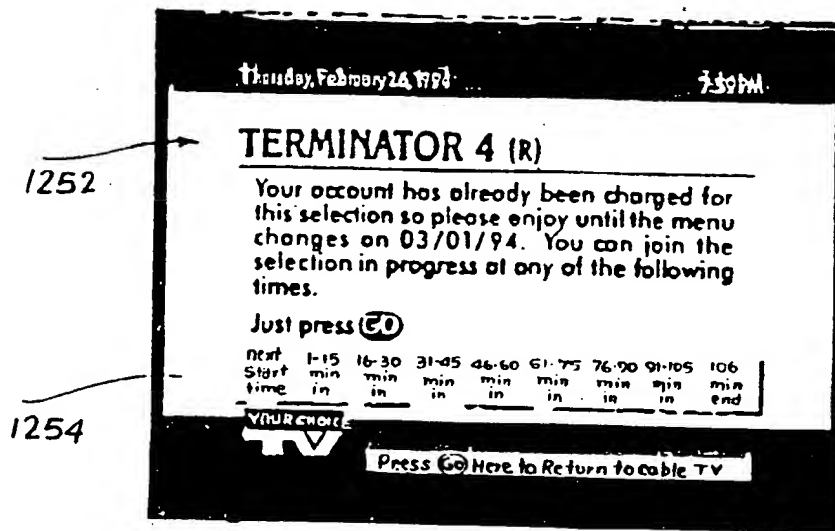 Thursday, February 24, 1994 7:59PM
TERMINATOR 4 (R)
1252
Your account has already been charged for
this selection so please enjoy until the menu
changes on 03/01/94. You can join the
selection in progress at any of the following
times.
Just press GO
next 1-15 16-30 31-45 46-60 61-75 76-90 91-105 106
Start min min min min min min min min
time in in in in in in in end
1254
YOUR CHOICE
TV
Press GO Here to Return to cable TV